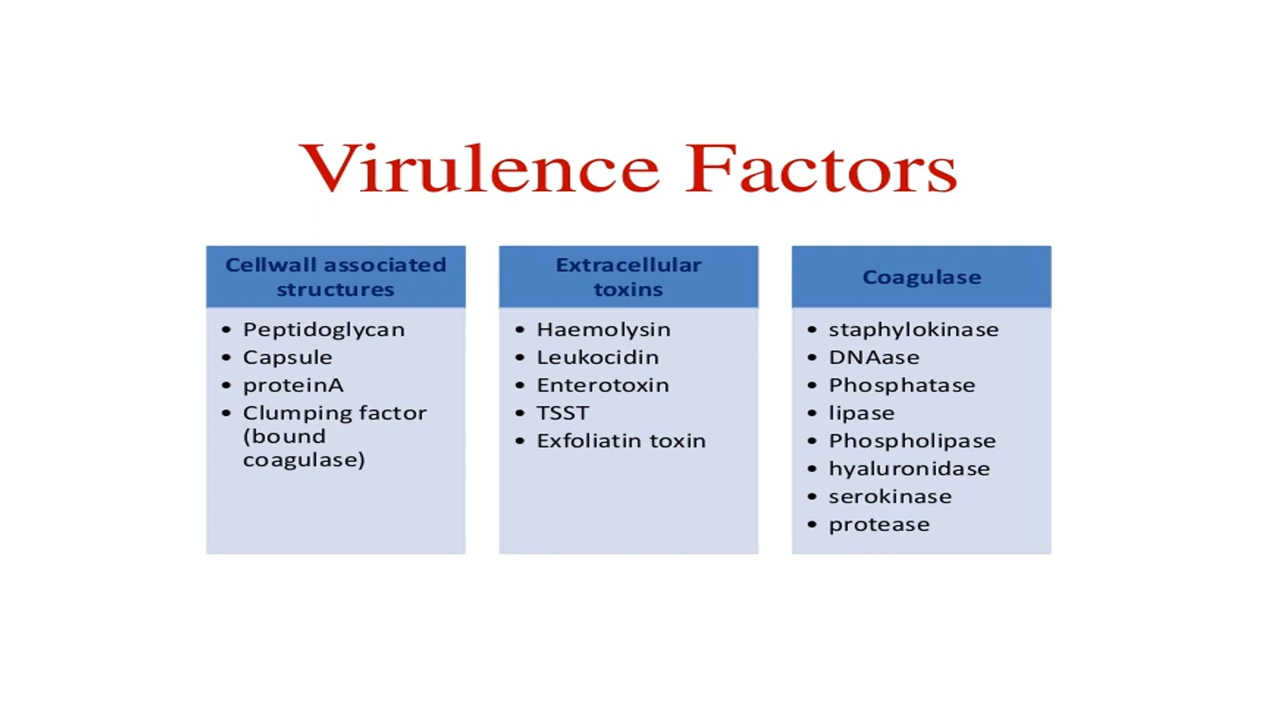 Virulence Factors
Cellwall associated
structures
• Peptidoglycan
• Capsule
• proteinA
• Clumping factor
(bound
coagulase)
Extracellular
toxins
• Haemolysin
• Leukocidin
• Enterotoxin
• TSST
• Exfoliatin toxin
Coagulase
• staphylokinase
• DNAase
• Phosphatase
• lipase
• Phospholipase
• hyaluronidase
• serokinase
• protease